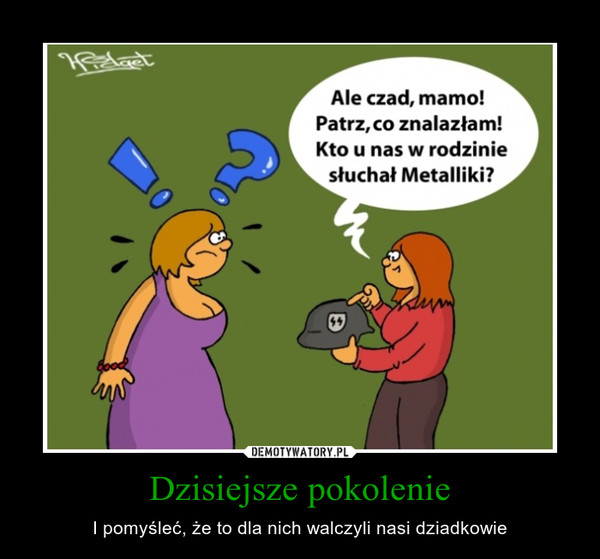 Ale czad, mamo!
Patrz, co znalazłam!
Kto u nas w rodzinie
słuchał Metalliki?
DEMOTYWATORY.PL
Dzisiejsze pokolenie
I pomyśleć, że to dla nich walczyli nasi dziadkowie